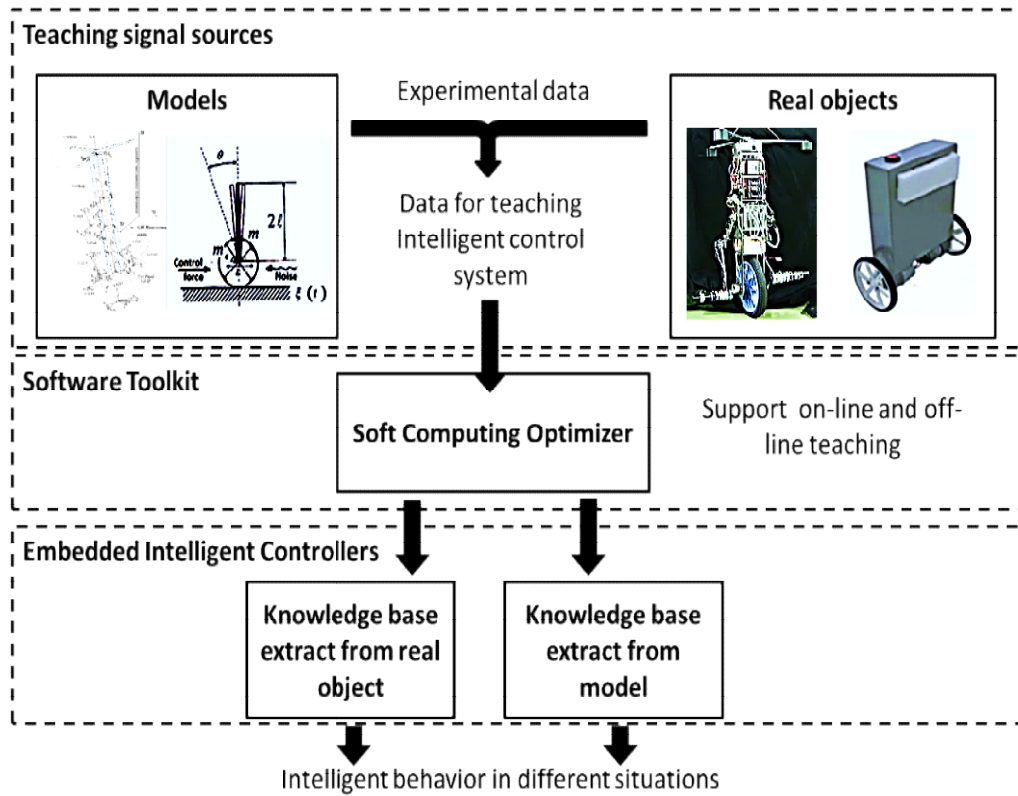 Teaching signal sources
Models
Experimental data
Real objects
θ
2l
m
m
Control
force
Noise
ξ (t)
Data for teaching
Intelligent control
system
Software Toolkit
Soft Computing Optimizer
Support on-line and off-
line teaching
Embedded Intelligent Controllers
Knowledge base
extract from real
object
Knowledge base
extract from
model
Intelligent behavior in different situations